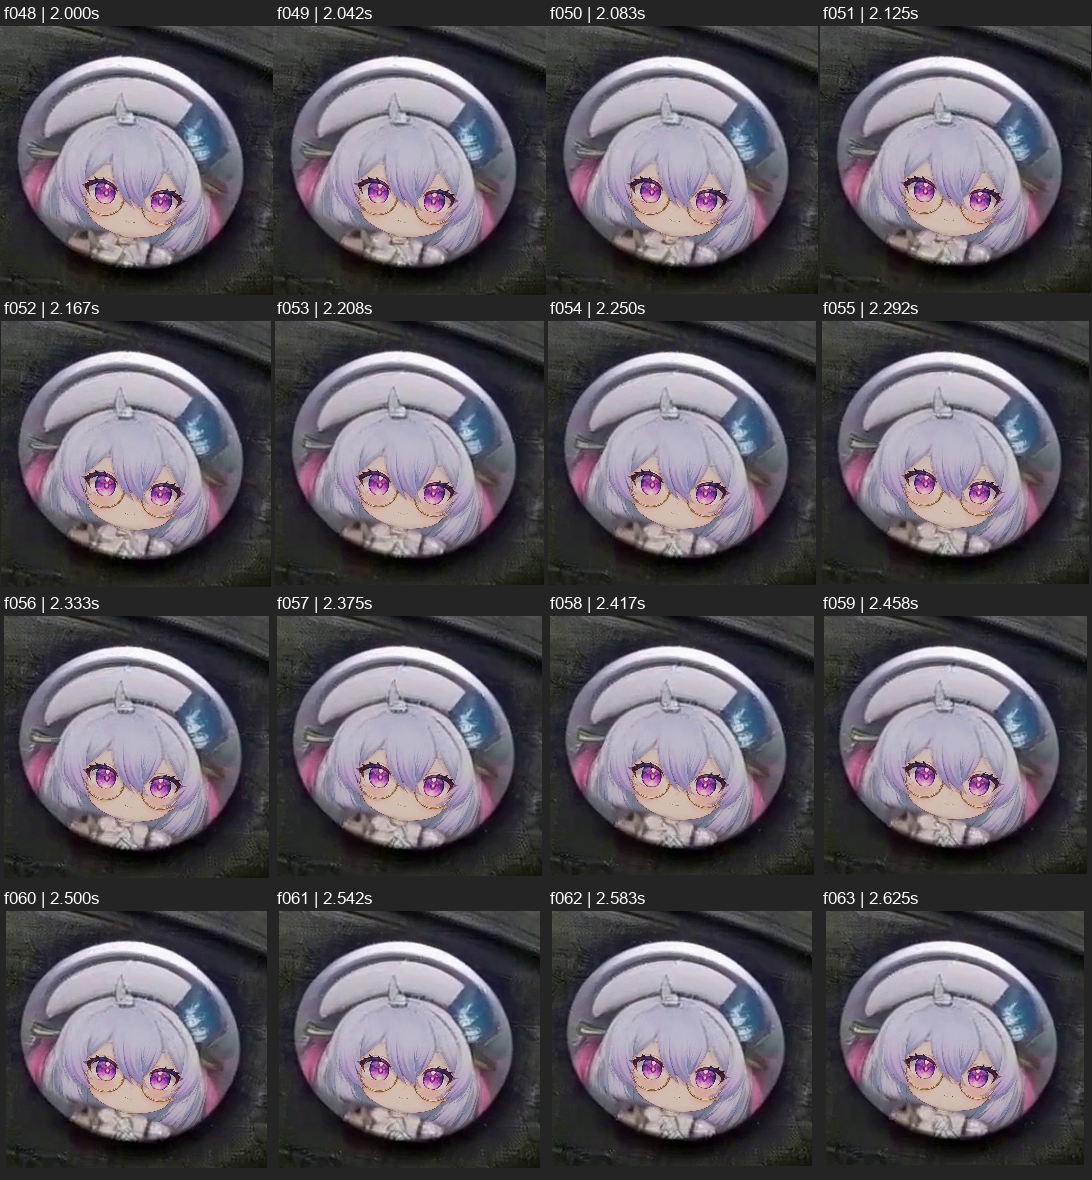 f048 | 2.000s
f049 | 2.042s
f050 | 2.083s
f051 | 2.125s
f052 | 2.167s
f053 | 2.208s
f054 | 2.250s
f055 | 2.292s
f056 | 2.333s
f057 | 2.375s
f058 | 2.417s
f059 | 2.458s
f060 | 2.500s
f061 | 2.542s
f062 | 2.583s
f063 | 2.625s